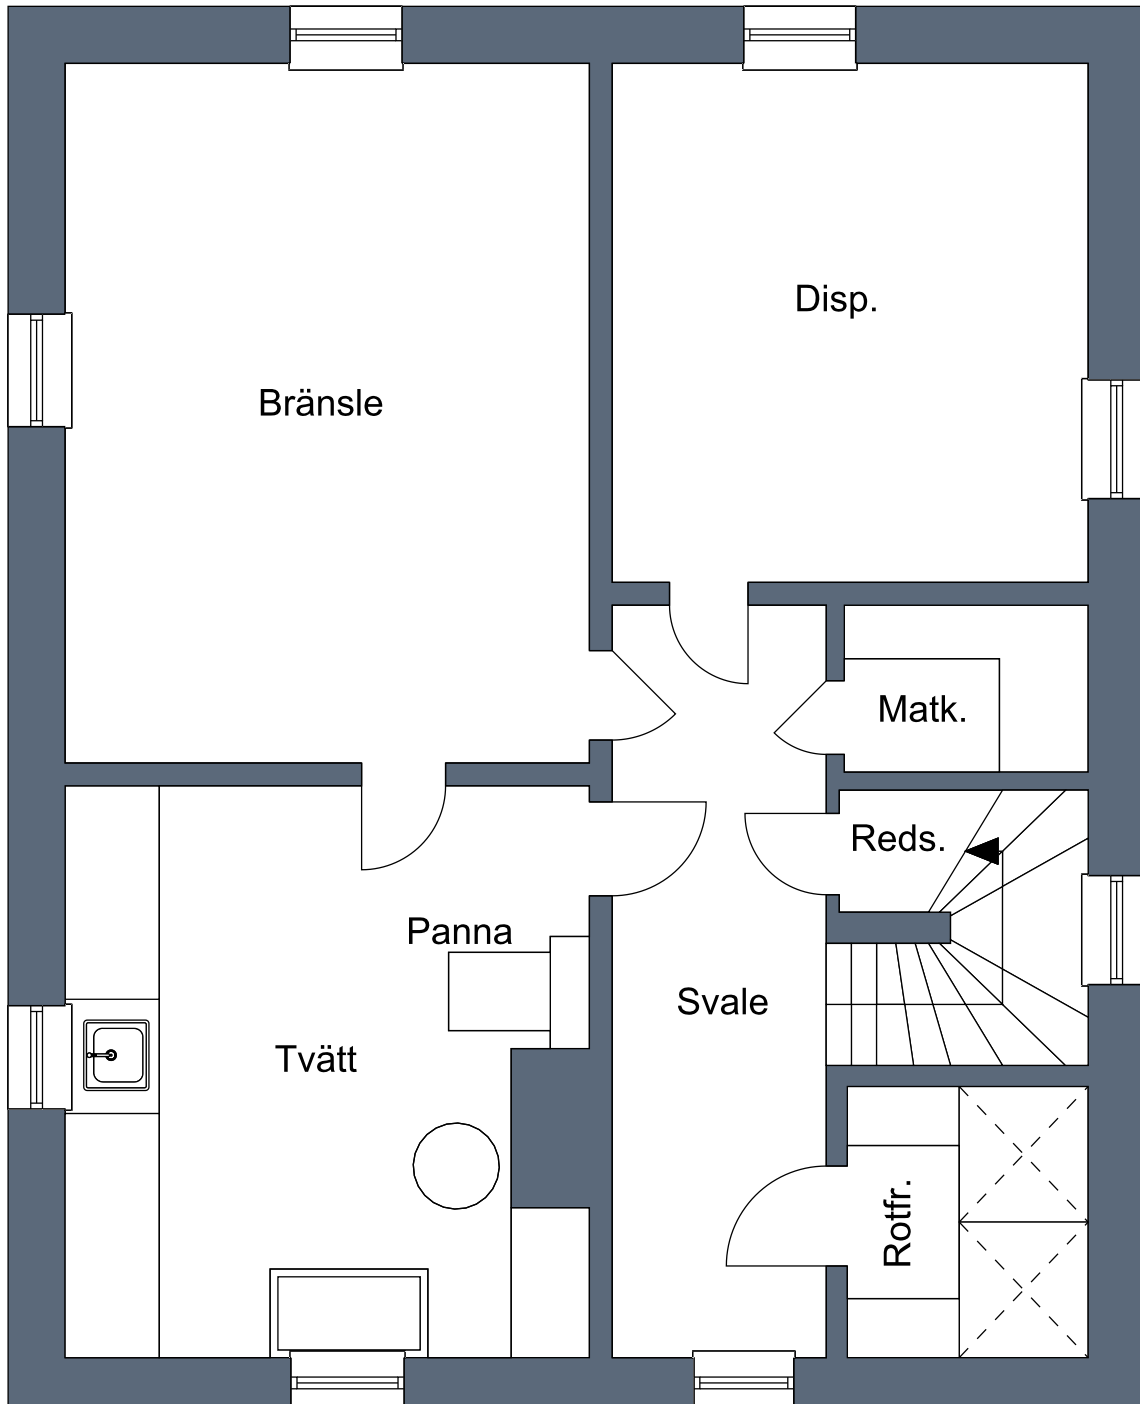 Disp.
Bränsle
Matk.
Reds.
Panna
Svale
Tvätt
Rotfr.